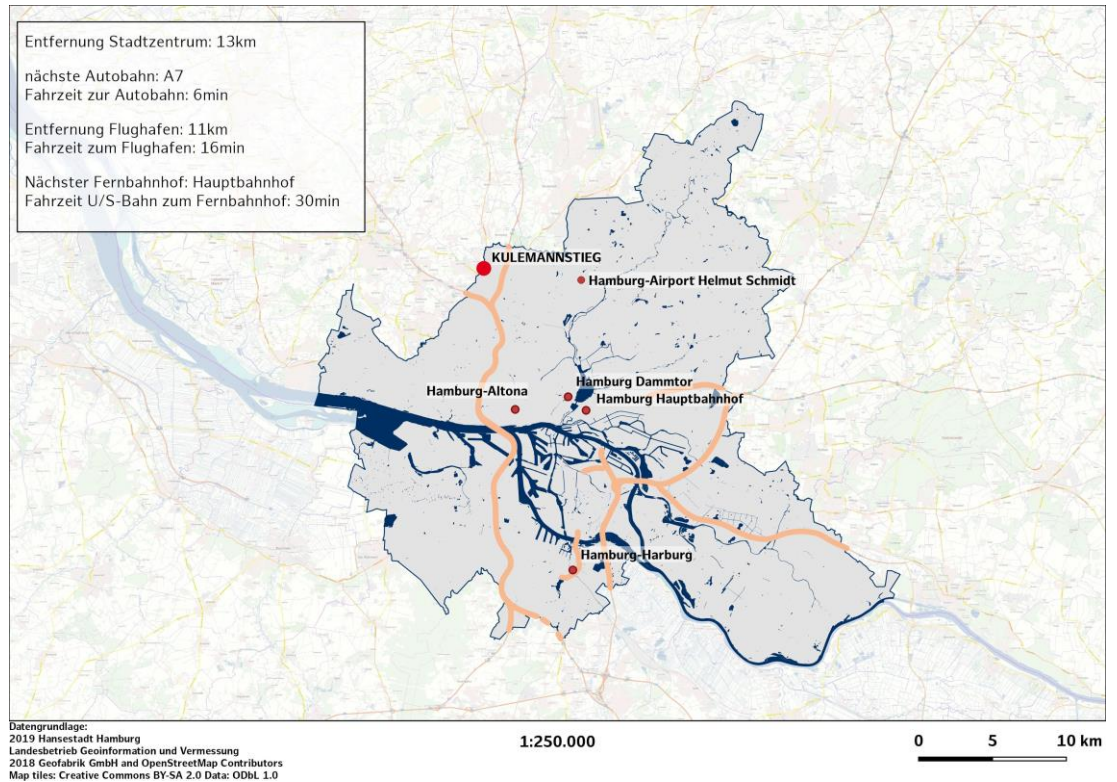 Entfernung Stadtzentrum: 13km
nächste Autobahn: A7
Fahrzeit zur Autobahn: 6min
Entfernung Flughafen: 11km
Fahrzeit zum Flughafen: 16min
Nächster Fernbahnhof: Hauptbahnhof
Fahrzeit U/S-Bahn zum Fernbahnhof: 30min
KULEMANNSTIEG
Hamburg-Airport Helmut Schmidt
Hamburg Dammtor
Hamburg-Altona
Hamburg Hauptbahnhof
Hamburg-Harburg
Datengrundlage:
2019 Hansestadt Hamburg
Landesbetrieb Geoinformation und Vermessung
2018 Geofabrik GmbH and OpenStreetMap Contributors
Map tiles: Creative Commons BY-SA 2.0 Data: ODbL 1.0
1:250.000
0 5 10 km